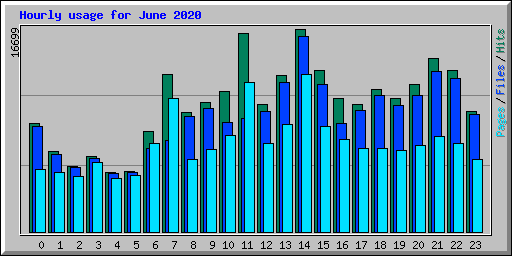 Hourly usage for June 2020
16699
Pages/Files/Hits
0 1 2 3 4 5 6 7 8 9 10 11 12 13 14 15 16 17 18 19 20 21 22 23